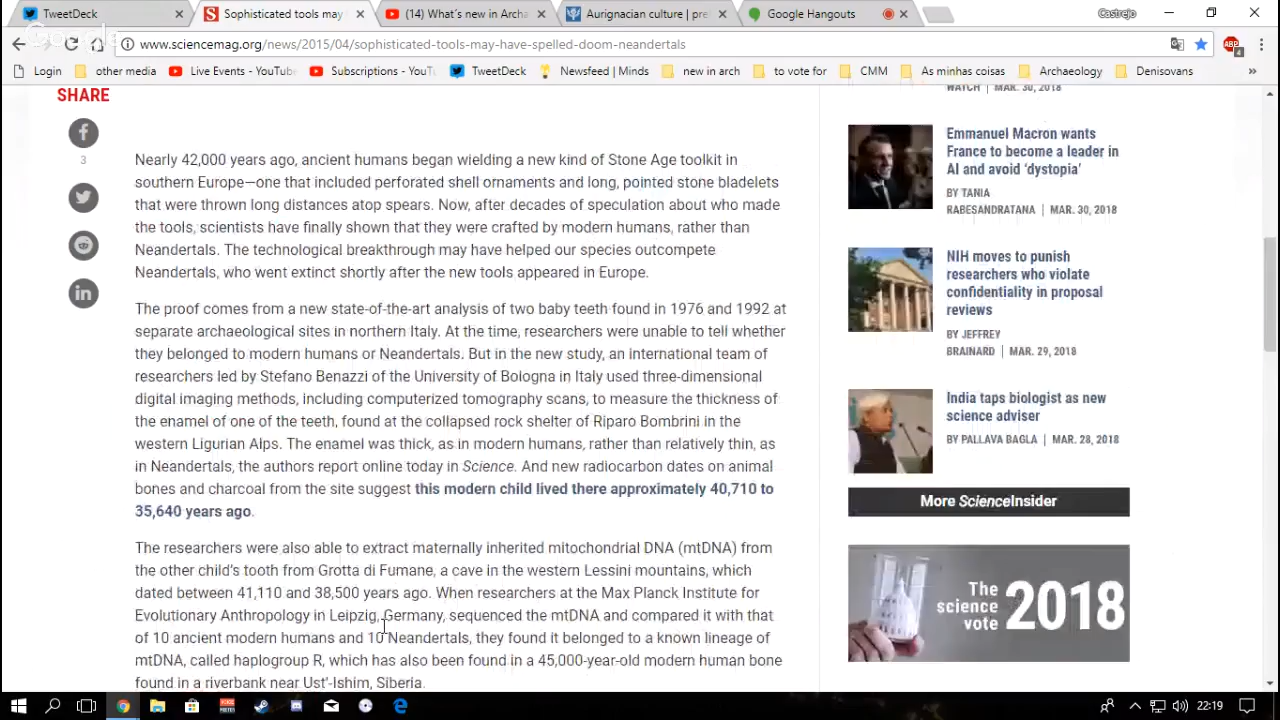 TweetDeck
Sophisticated tools may
(14) What's new in Archa
Aurignacian culture | pre
Google Hangouts
Castrejo
www.sciencemag.org/news/2015/04/sophisticated-tools-may-have-spelled-doom-neandertals
ABP
4
Login
other media
Live Events - YouTube
Subscriptions - YouTu
TweetDeck
Newsfeed | Minds
new in arch
to vote for
CMM
As minhas coisas
Archaeology
Denisovans
»
SHARE
3
Nearly 42,000 years ago, ancient humans began wielding a new kind of Stone Age toolkit in
southern Europe—one that included perforated shell ornaments and long, pointed stone bladelets
that were thrown long distances atop spears. Now, after decades of speculation about who made
the tools, scientists have finally shown that they were crafted by modern humans, rather than
Neandertals. The technological breakthrough may have helped our species outcompete
Neandertals, who went extinct shortly after the new tools appeared in Europe.
The proof comes from a new state-of-the-art analysis of two baby teeth found in 1976 and 1992 at
separate archaeological sites in northern Italy. At the time, researchers were unable to tell whether
they belonged to modern humans or Neandertals. But in the new study, an international team of
researchers led by Stefano Benazzi of the University of Bologna in Italy used three-dimensional
digital imaging methods, including computerized tomography scans, to measure the thickness of
the enamel of one of the teeth, found at the collapsed rock shelter of Riparo Bombrini in the
western Ligurian Alps. The enamel was thick, as in modern humans, rather than relatively thin, as
in Neandertals, the authors report online today in Science. And new radiocarbon dates on animal
bones and charcoal from the site suggest this modern child lived there approximately 40,710 to
35,640 years ago.
The researchers were also able to extract maternally inherited mitochondrial DNA (mtDNA) from
the other child's tooth from Grotta di Fumane, a cave in the western Lessini mountains, which
dated between 41,110 and 38,500 years ago. When researchers at the Max Planck Institute for
Evolutionary Anthropology in Leipzig, Germany, sequenced the mtDNA and compared it with that
of 10 ancient modern humans and 10 Neandertals, they found it belonged to a known lineage of
mtDNA, called haplogroup R, which has also been found in a 45,000-year-old modern human bone
found in a riverbank near Ust'-Ishim, Siberia.
WATCH | MAR. 30, 2018
Emmanuel Macron wants
France to become a leader in
AI and avoid 'dystopia'
BY TANIA
RABESANDRATANA | MAR. 30, 2018
NIH moves to punish
researchers who violate
confidentiality in proposal
reviews
BY JEFFREY
BRAINARD | MAR. 29, 2018
India taps biologist as new
science adviser
BY PALLAVA BAGLA | MAR. 28, 2018
More ScienceInsider
The
science
vote
2018
22:19